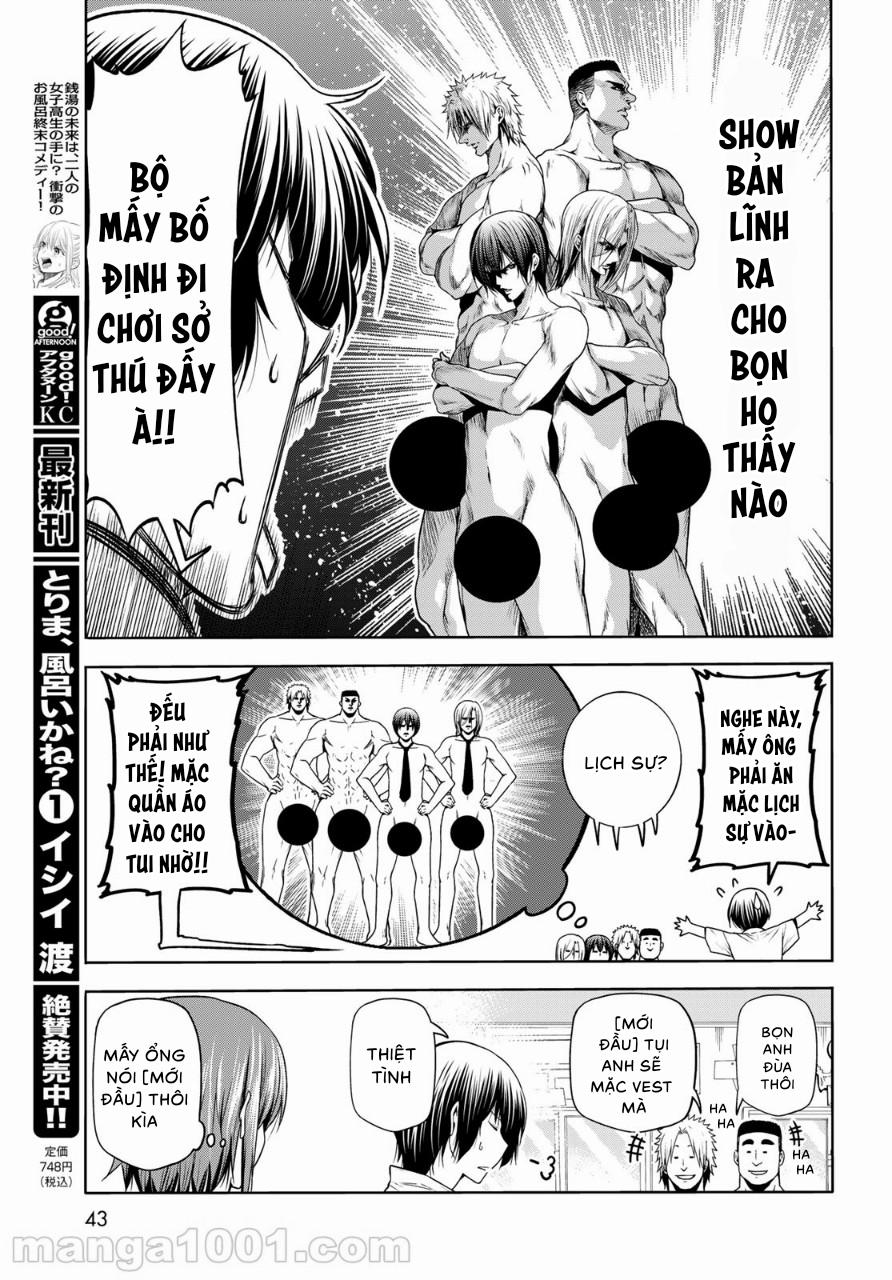 SHOW
BẢN
LĨNH
RA
CHO
BỌN
HỌ
THẤY
NÀO
BỘ
MẤY BỐ
ĐỊNH ĐI
CHƠI SỞ
THÚ ĐẤY
À!!
NGHE NÀY,
MẤY ÔNG
PHẢI ĂN
MẶC LỊCH
SỰ VÀO-
LỊCH SỰ?
ĐẾU
PHẢI NHƯ
THẾ! MẶC
QUẦN ÁO
VÀO CHO
TUI NHỜ!!
BỌN
ANH
ĐÙA
THÔI
[MỚI
ĐẦU] TỤI
ANH SẼ
MẶC VEST
MÀ
HA
HA
HA
HA
THIỆT
TÌNH
MẤY ỔNG
NÓI [MỚI
ĐẦU] THÔI
KÌA
銭湯の未来は、二人の
女子高生の手に？衝撃の
お風呂終末コメディー！
good!
AFTERNOON
good!
アフタヌーン
KC
最新刊
とりま、風呂いかね？❶イシイ渡
絶賛発売中!!
定価
748円
(税込)
43
manga1001.com